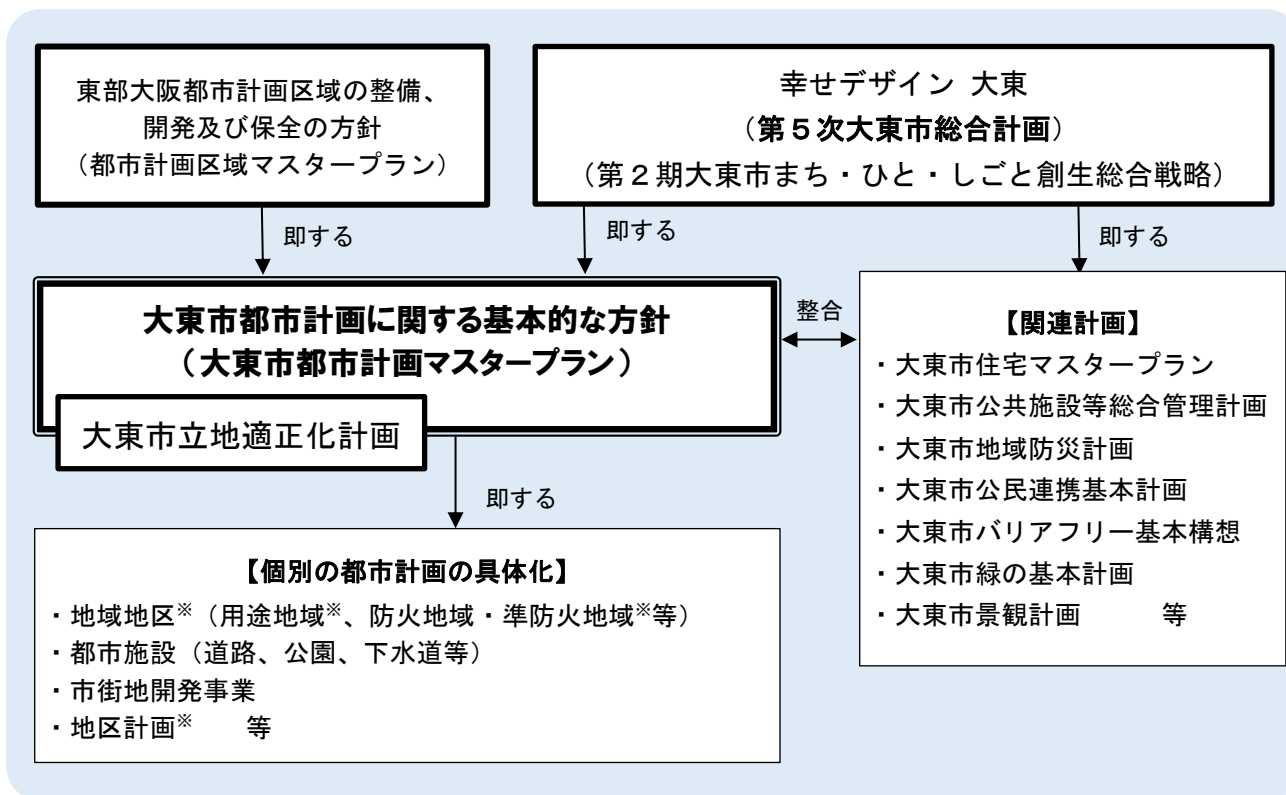 東部大阪都市計画区域の整備、
開発及び保全の方針
（都市計画区域マスタープラン）
幸せデザイン 大東
（第５次大東市総合計画）
（第２期大東市まち・ひと・しごと創生総合戦略）
即する
即する
即する
大東市都市計画に関する基本的な方針
（大東市都市計画マスタープラン）
大東市立地適正化計画
整合
【関連計画】
・大東市住宅マスタープラン
・大東市公共施設等総合管理計画
・大東市地域防災計画
・大東市公民連携基本計画
・大東市バリアフリー基本構想
・大東市緑の基本計画
・大東市景観計画　　等
即する
【個別の都市計画の具体化】
・地域地区※（用途地域※、防火地域・準防火地域※等）
・都市施設（道路、公園、下水道等）
・市街地開発事業
・地区計画※　　等